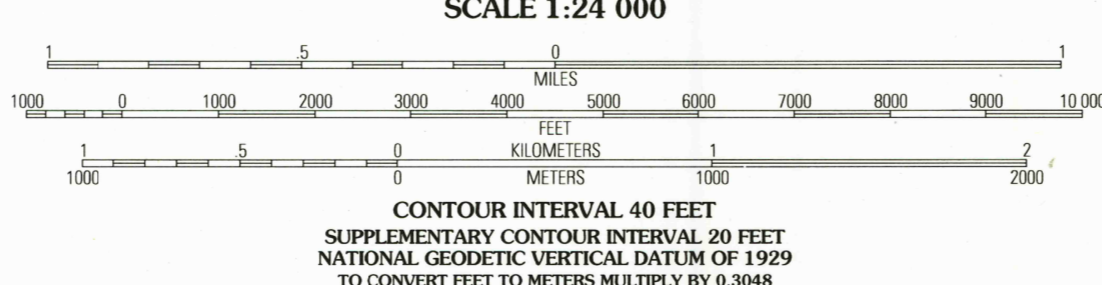 SCALE 1:24 000
1 .5 0 1
MILES
1000 0 1000 2000 3000 4000 5000 6000 7000 8000 9000 10 000
FEET
1 .5 0 KILOMETERS 1 2
1000 0 METERS 1000 2000
CONTOUR INTERVAL 40 FEET
SUPPLEMENTARY CONTOUR INTERVAL 20 FEET
NATIONAL GEODETIC VERTICAL DATUM OF 1929
TO CONVERT FEET TO METERS MULTIPLY BY 0.3048